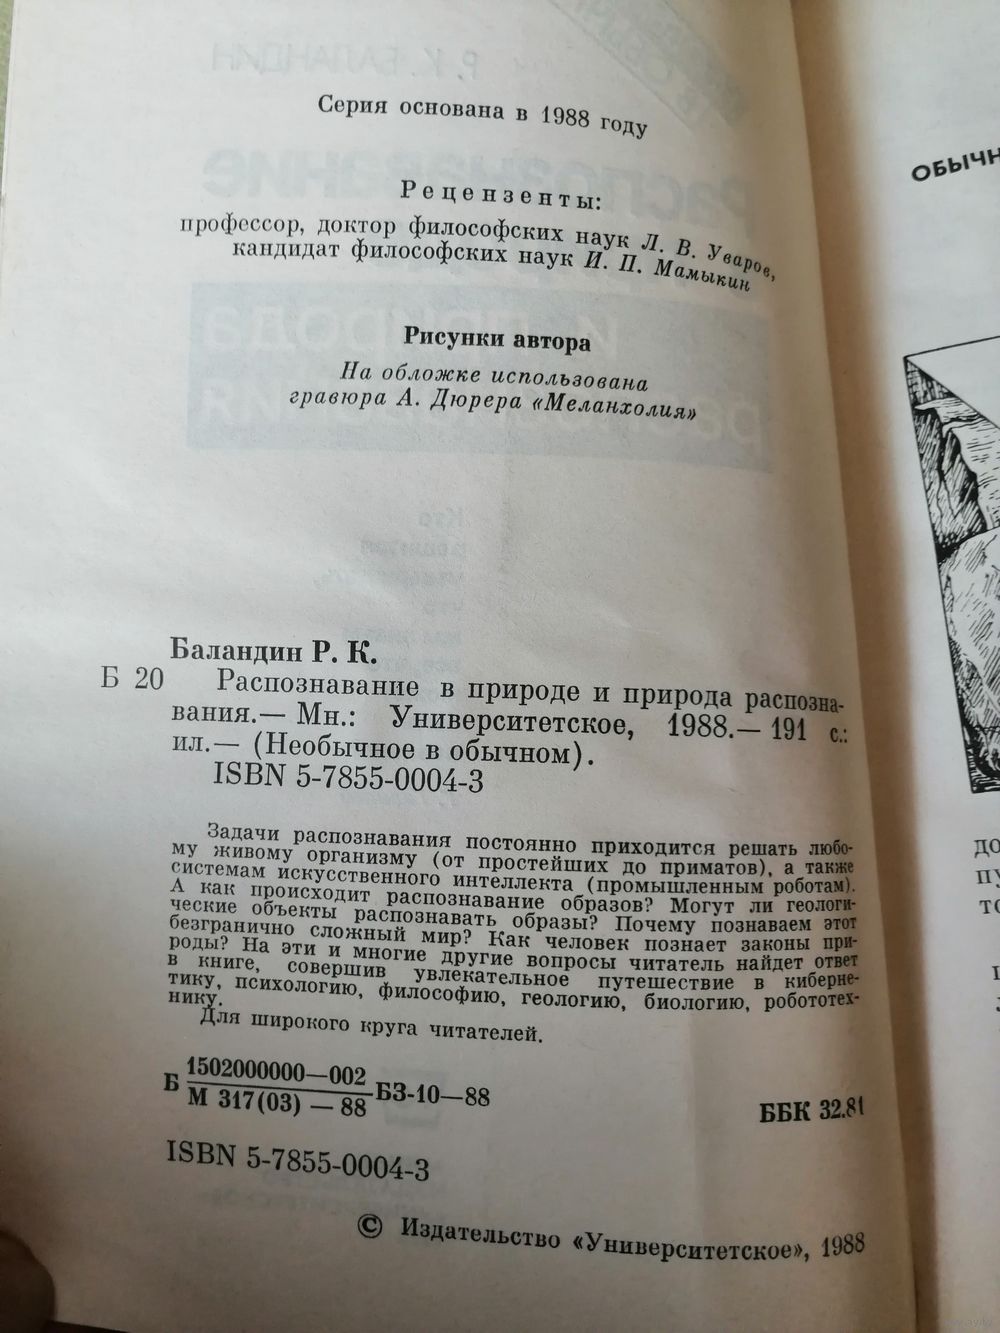 Серия основана в 1988 году
Рецензенты:
профессор, доктор философских наук Л. В. Уваров,
кандидат философских наук И. П. Мамыкин
Рисунки автора
На обложке использована
гравюра А. Дюрера «Меланхолия»
Баландин Р. К.
Б 20 Распознавание в природе и природа распозна-
вания.— Мн.: Университетское, 1988.— 191 с.:
ил.— (Необычное в обычном).
ISBN 5-7855-0004-3
Задачи распознавания постоянно приходится решать любо-
му живому организму (от простейших до приматов), а также
системам искусственного интеллекта (промышленным роботам).
А как происходит распознавание образов? Могут ли геологи-
ческие объекты распознавать образы? Почему познаваем этот
безгранично сложный мир? Как человек познает законы при-
роды? На эти и многие другие вопросы читатель найдет ответ
в книге, совершив увлекательное путешествие в киберне-
тику, психологию, философию, геологию, биологию, робототех-
нику.
Для широкого круга читателей.
Б 1502000000—002
М 317(03) — 88 БЗ-10—88
ББК 32.81
ISBN 5-7855-0004-3
© Издательство «Университетское», 1988